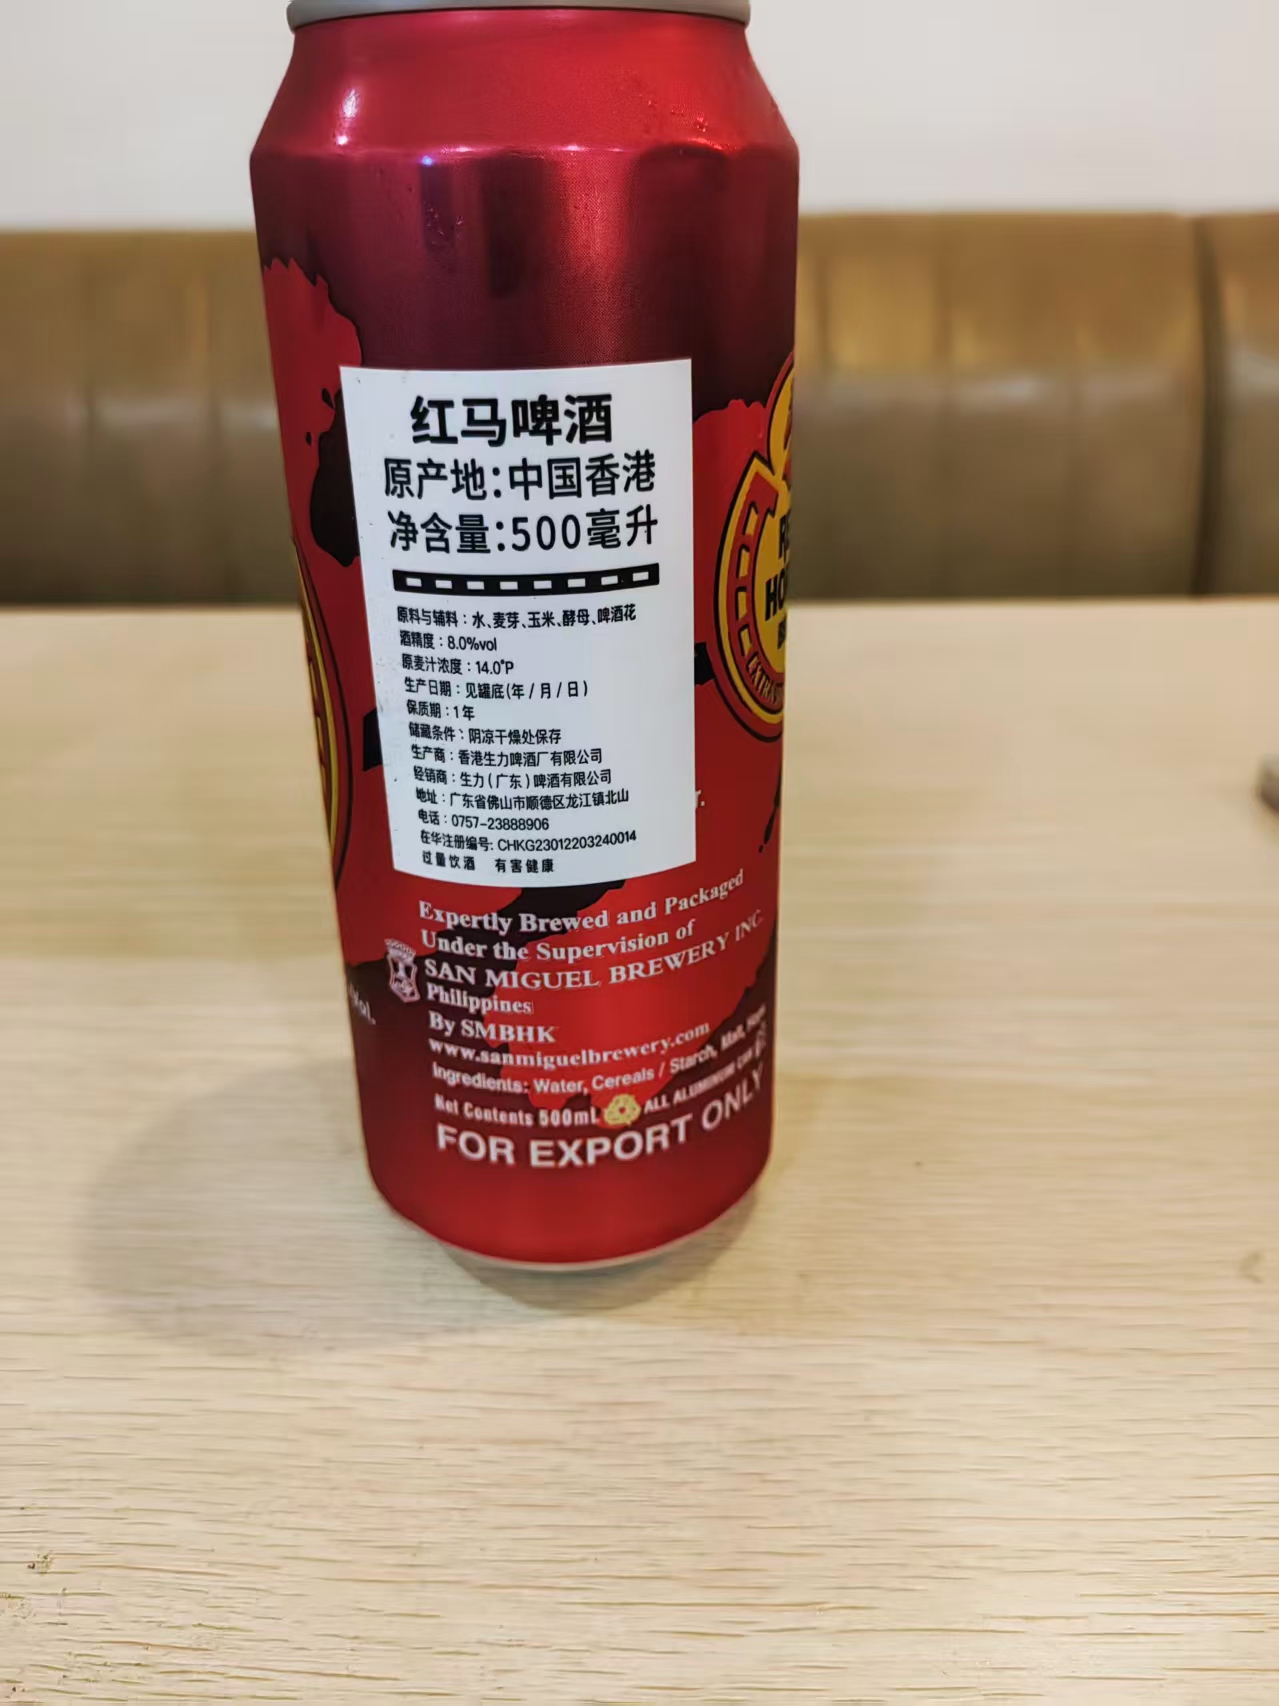 红马啤酒
原产地:中国香港
净含量:500毫升
原料与辅料：水、麦芽、玉米、酵母、啤酒花
酒精度：8.0%vol
原麦汁浓度：14.0°P
生产日期：见罐底(年/月/日)
保质期：1年
储藏条件：阴凉干燥处保存
生产商：香港生力啤酒厂有限公司
经销商：生力(广东)啤酒有限公司
地址：广东省佛山市顺德区龙江镇北山
电话：0757-23888906
在华注册编号: CHKG23012203240014
过量饮酒 有害健康
Expertly Brewed and Packaged
Under the Supervision of
SAN MIGUEL BREWERY INC.
Philippines
By SMBHK
www.sanmiguelbrewery.com
Ingredients: Water, Cereals / Starch, Malt,
Net Contents 500mL ALL ALUMINUM CAN
FOR EXPORT ONLY